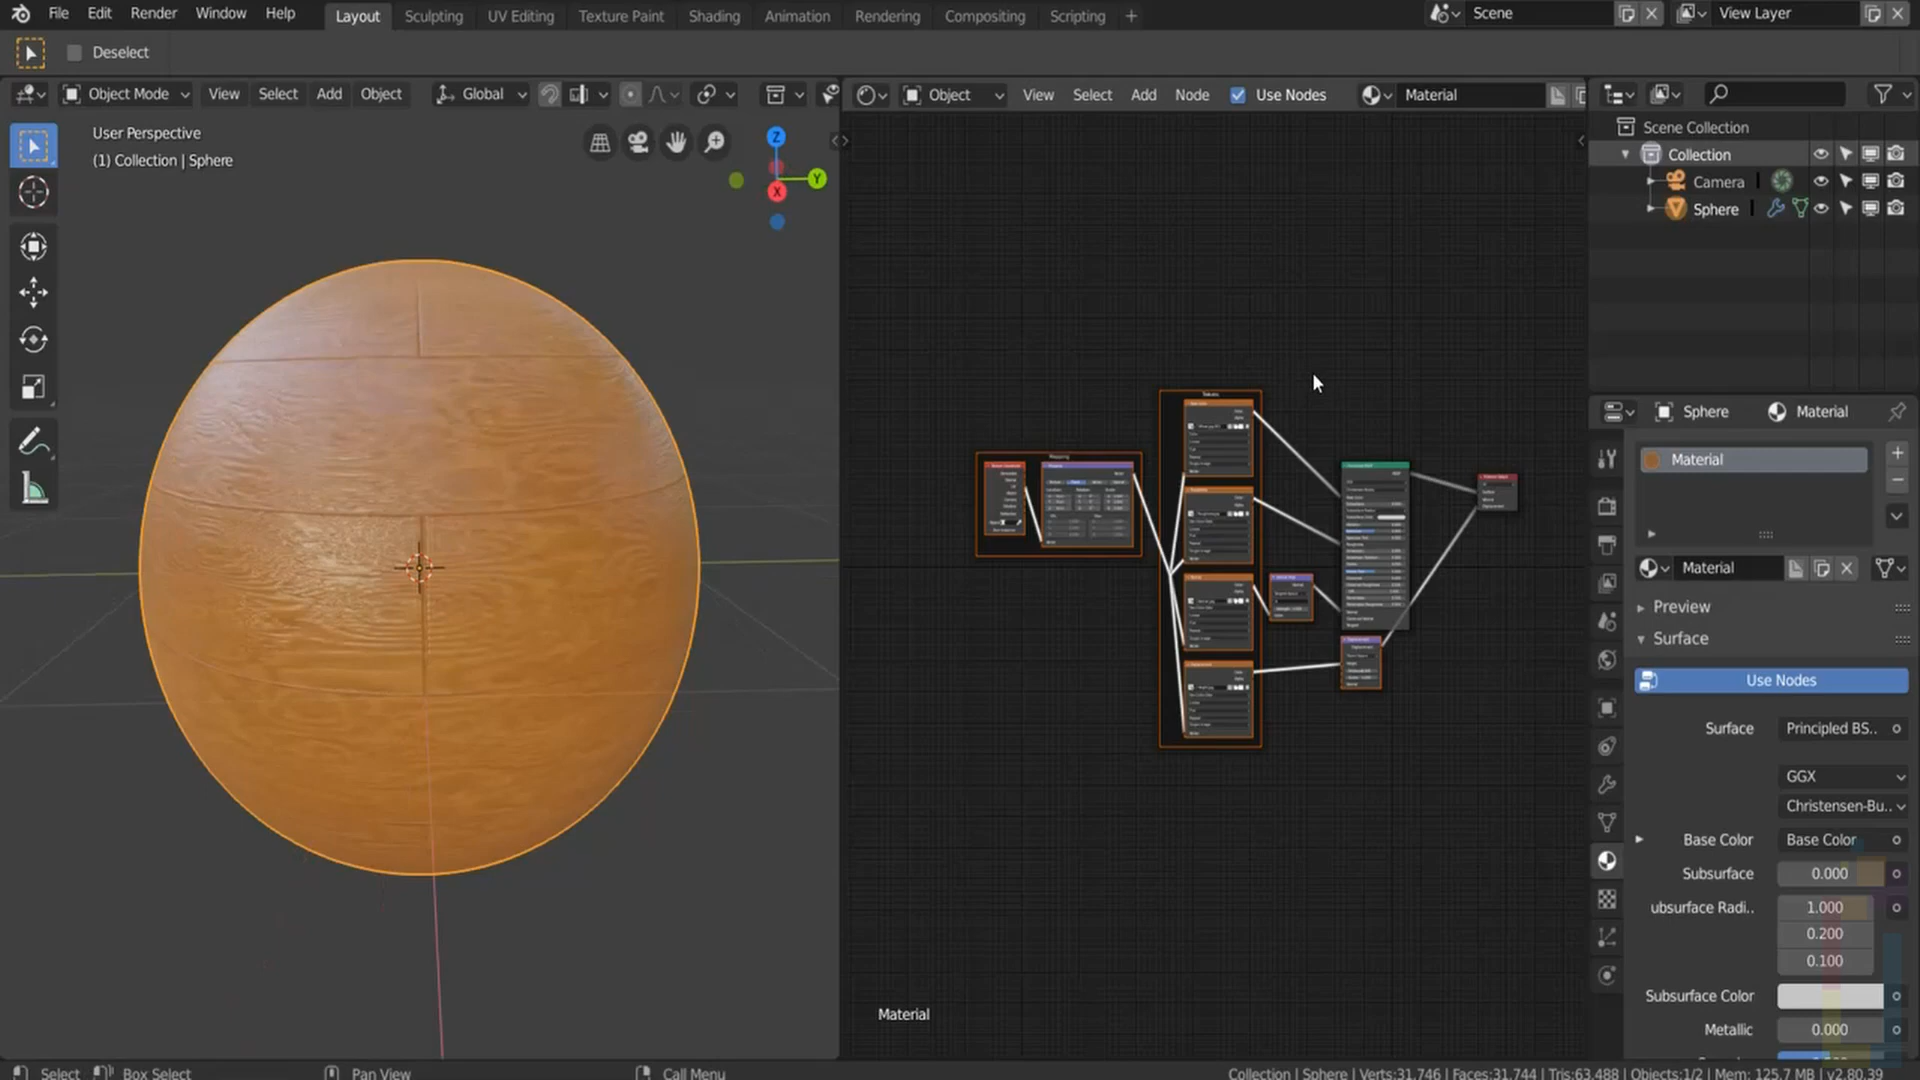 File Edit Render Window Help Layout Sculpting UV Editing Texture Paint Shading Animation Rendering Compositing Scripting + Scene View Layer
Deselect
Object Mode View Select Add Object Global Object View Select Add Node Use Nodes Material
User Perspective
(1) Collection | Sphere
Z
Y
X
Scene Collection
Collection
Camera
Sphere
Sphere Material
Material
Material
Preview
Surface
Use Nodes
Surface Principled BS..
GGX
Christensen-Bu..
Base Color Base Color
Subsurface 0.000
ubsurface Radi.. 1.000
0.200
0.100
Subsurface Color
Metallic 0.000
Mapping
Material
Select Box Select Pan View Call Menu Collection | Sphere | Verts:31,746 | Faces:31,744 | Tris:63,488 | Objects:1/2 | Mem: 125.7 MB | v2.80.39